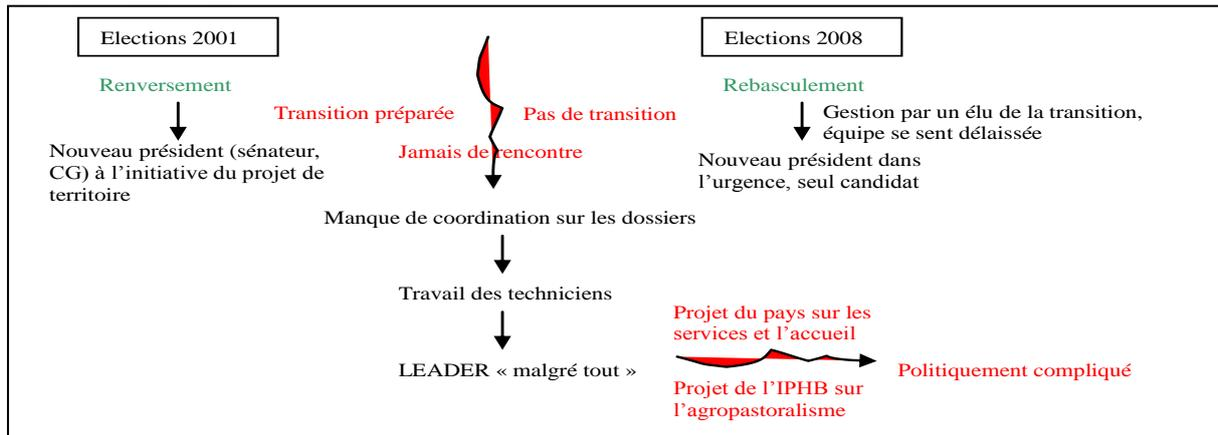 Elections 2001
Elections 2008
Renversement
Rebasculement
Transition préparée
Pas de transition
Gestion par un élu de la transition,
équipe se sent délaissée
Nouveau président (sénateur,
CG) à l’initiative du projet de
territoire
Jamais de rencontre
Nouveau président dans
l’urgence, seul candidat
Manque de coordination sur les dossiers
Travail des techniciens
Projet du pays sur les
services et l’accueil
LEADER « malgré tout »
Politiquement compliqué
Projet de l’IPHB sur
l’agropastoralisme